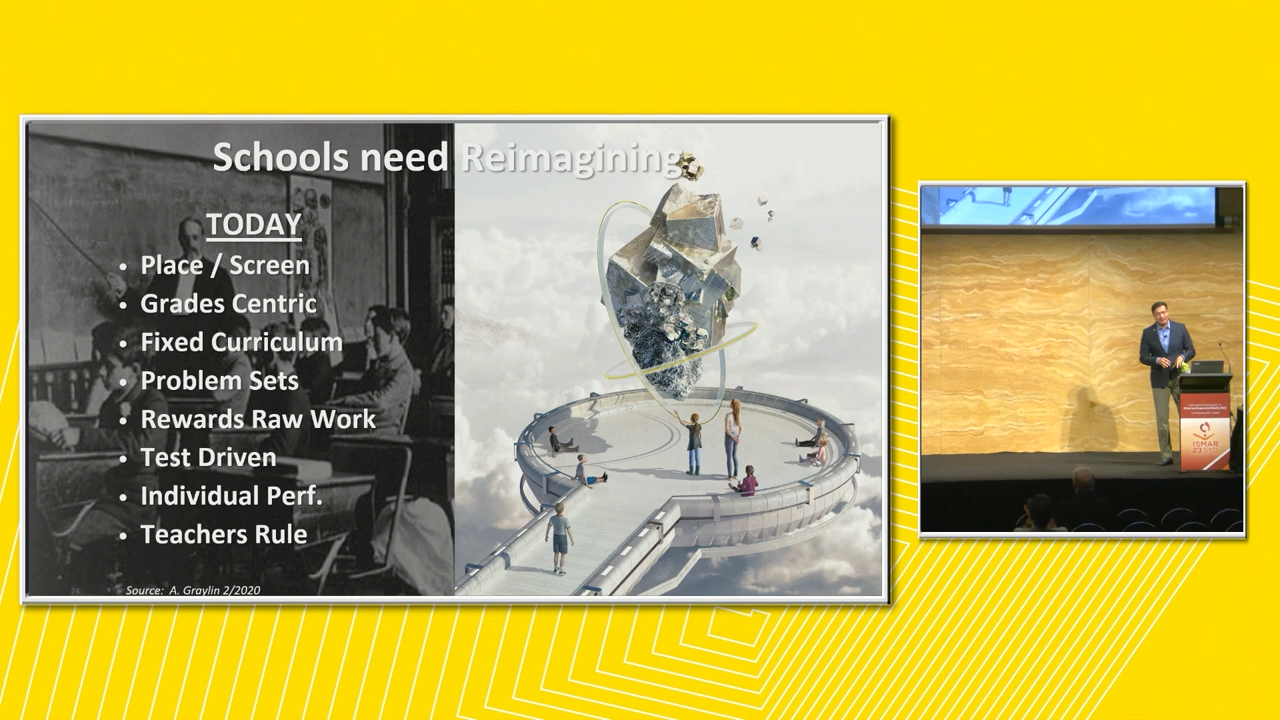 Schools need Reimagining
TODAY
• Place / Screen
• Grades Centric
• Fixed Curriculum
• Problem Sets
• Rewards Raw Work
• Test Driven
• Individual Perf.
• Teachers Rule
Source: A. Graylin 2/2020
ISMAR